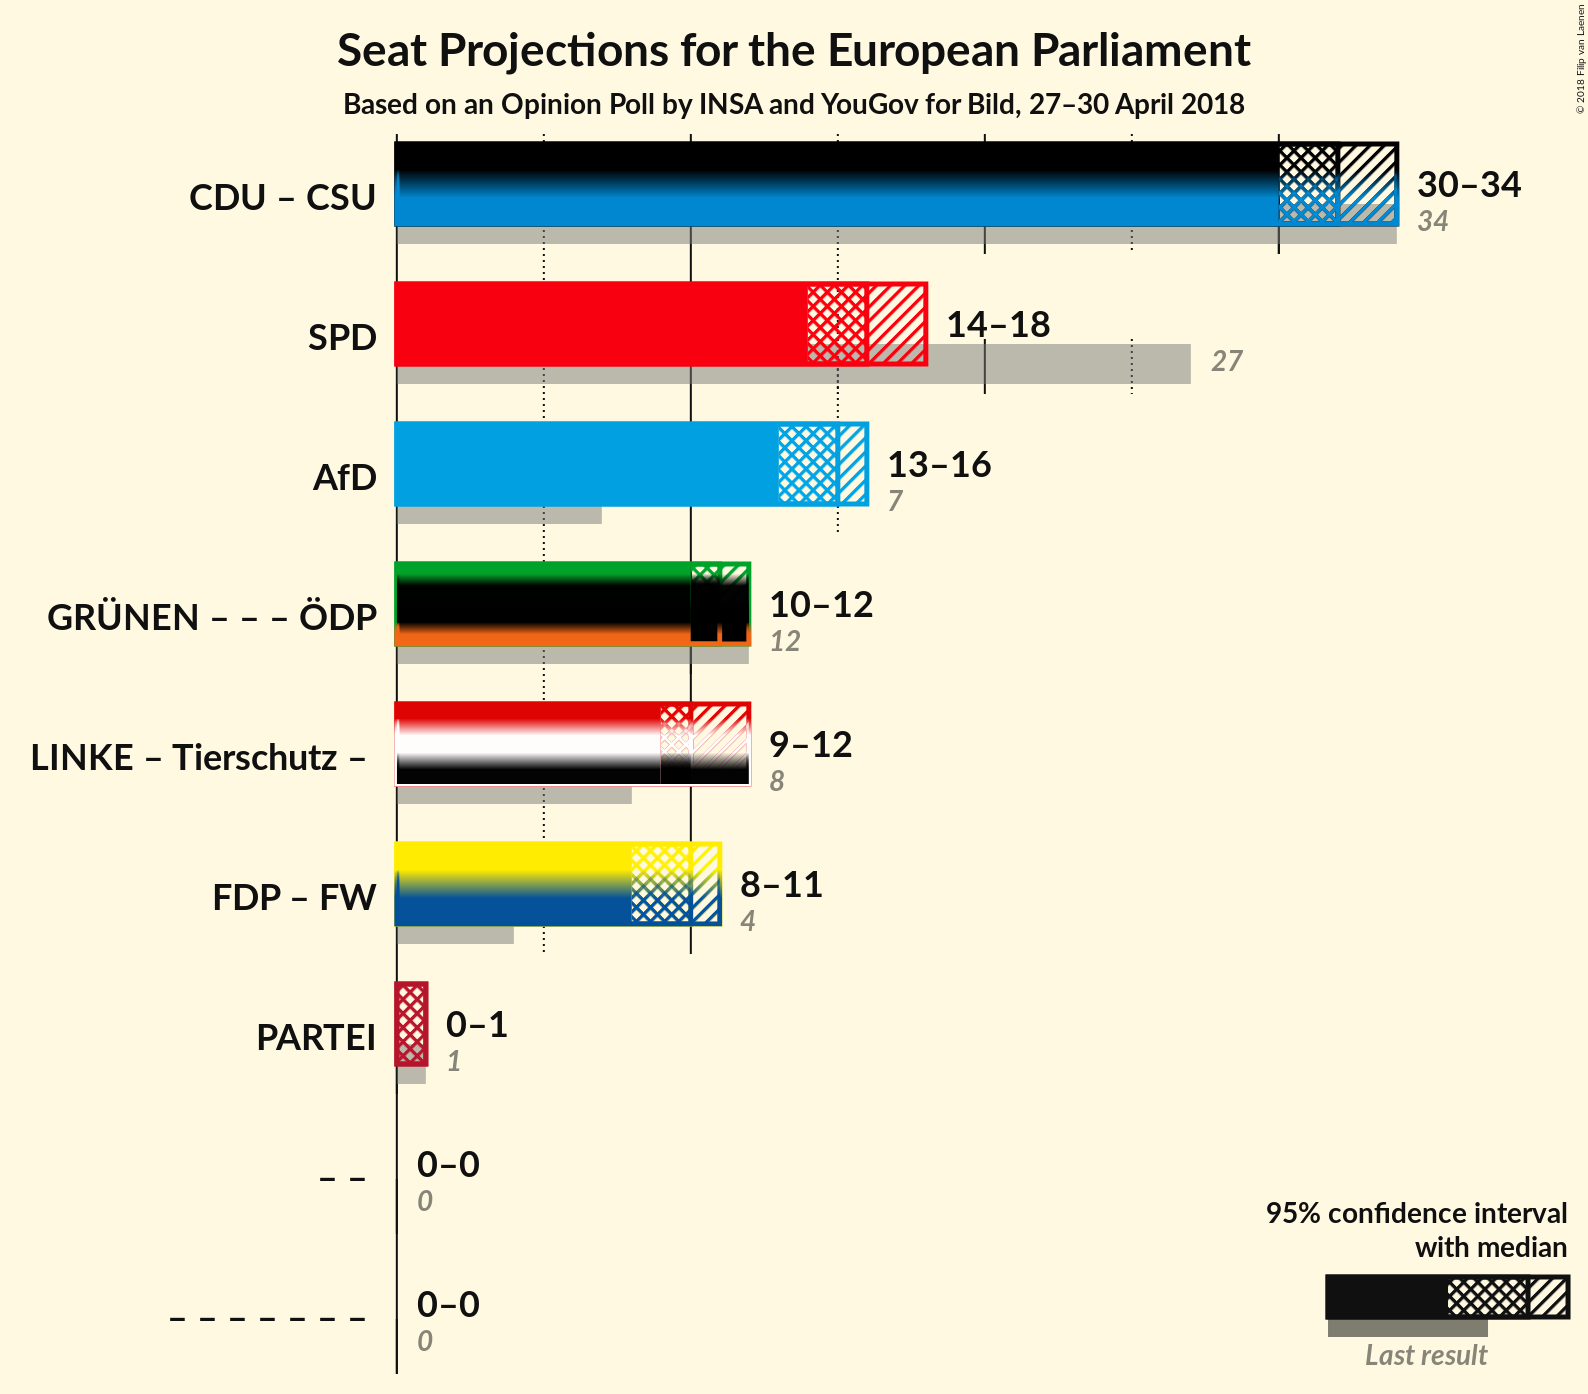 Seat Projections for the European Parliament
Based on an Opinion Poll by INSA and YouGov for Bild, 27–30 April 2018
© 2018 Filip van Laenen
CDU – CSU
30–34
34
SPD
14–18
27
AfD
13–16
7
GRÜNEN – – – ÖDP
10–12
12
LINKE – Tierschutz –
9–12
8
FDP – FW
8–11
4
PARTEI
0–1
1
– –
0–0
0
– – – – – – –
0–0
0
95% confidence interval
with median
Last result